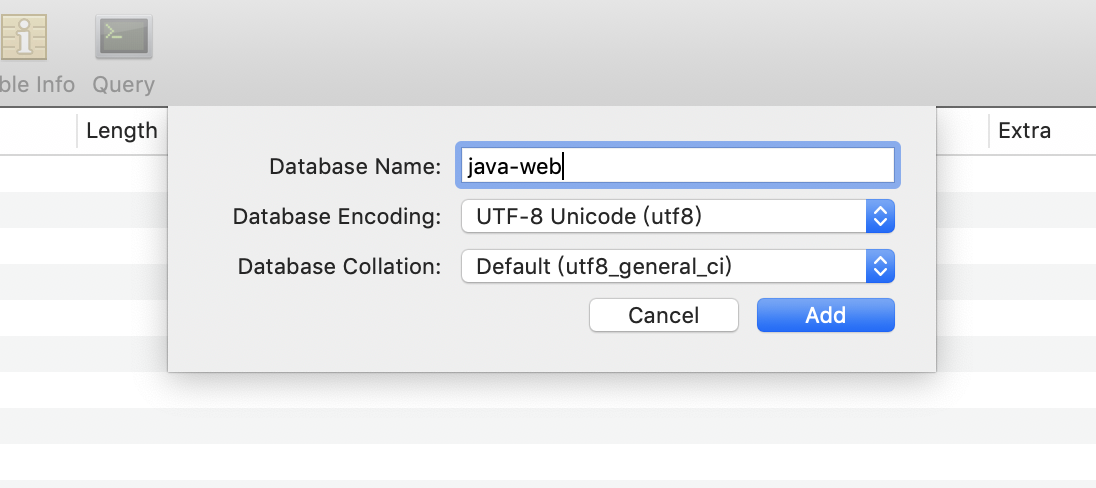 ble Info Query
Length Extra
Database Name: java-web
Database Encoding: UTF-8 Unicode (utf8)
Database Collation: Default (utf8_general_ci)
Cancel Add